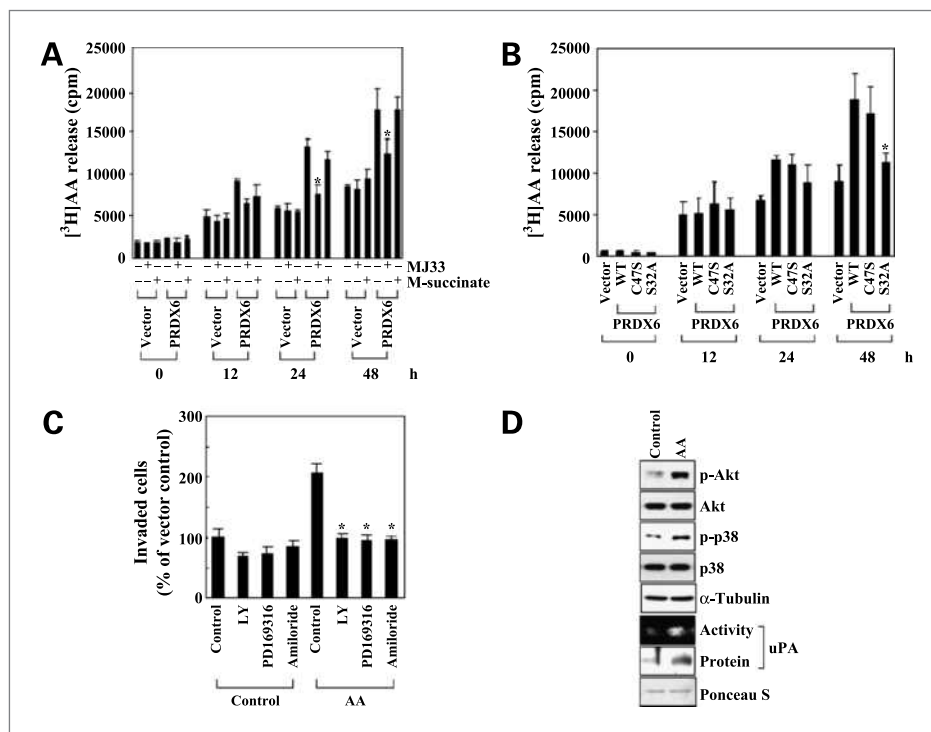 A
25000
20000
15000
10000
5000
0
[³H]AA release (cpm)
– + – – + – – + – – + – – + – – + – – + – – + – MJ33
– – + – – + – – + – – + – – + – – + – – + – – + M-succinate
Vector PRDX6 Vector PRDX6 Vector PRDX6 Vector PRDX6
0 12 24 48 h
* *
B
25000
20000
15000
10000
5000
0
[³H]AA release (cpm)
*
Vector WT C47S S32A Vector WT C47S S32A Vector WT C47S S32A Vector WT C47S S32A
PRDX6 PRDX6 PRDX6 PRDX6
0 12 24 48 h
C
300
200
100
0
Invaded cells
(% of vector control)
* * *
Control LY PD169316 Amiloride Control LY PD169316 Amiloride
Control AA
D
Control AA
p-Akt
Akt
p-p38
p38
α-Tubulin
Activity
uPA
Protein
Ponceau S